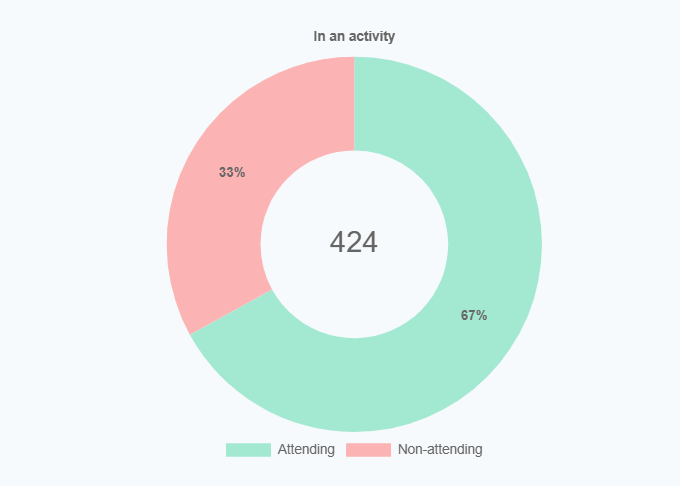 In an activity
33%
424
67%
Attending
Non-attending